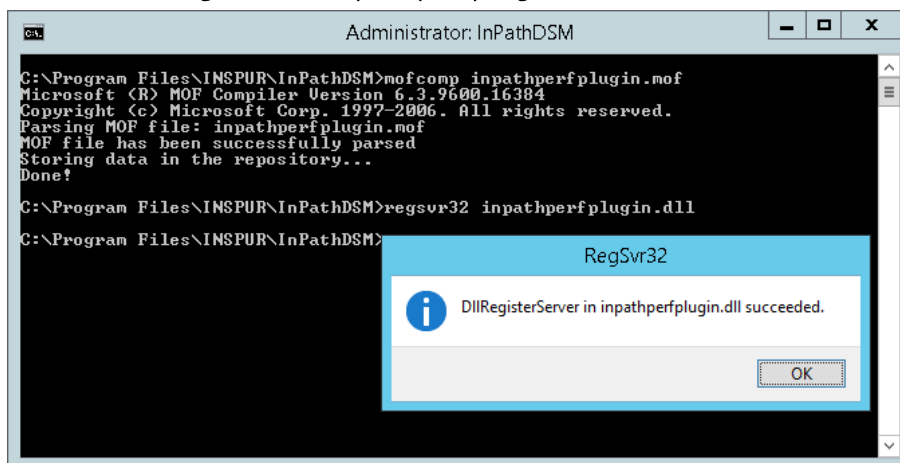 Administrator: InPathDSM
C:\Program Files\INSPUR\InPathDSM>mofcomp inpathperfplugin.mof
Microsoft (R) MOF Compiler Version 6.3.9600.16384
Copyright (c) Microsoft Corp. 1997-2006. All rights reserved.
Parsing MOF file: inpathperfplugin.mof
MOF file has been successfully parsed
Storing data in the repository...
Done!
C:\Program Files\INSPUR\InPathDSM>regsvr32 inpathperfplugin.dll
C:\Program Files\INSPUR\InPathDSM>
RegSvr32
DllRegisterServer in inpathperfplugin.dll succeeded.
OK